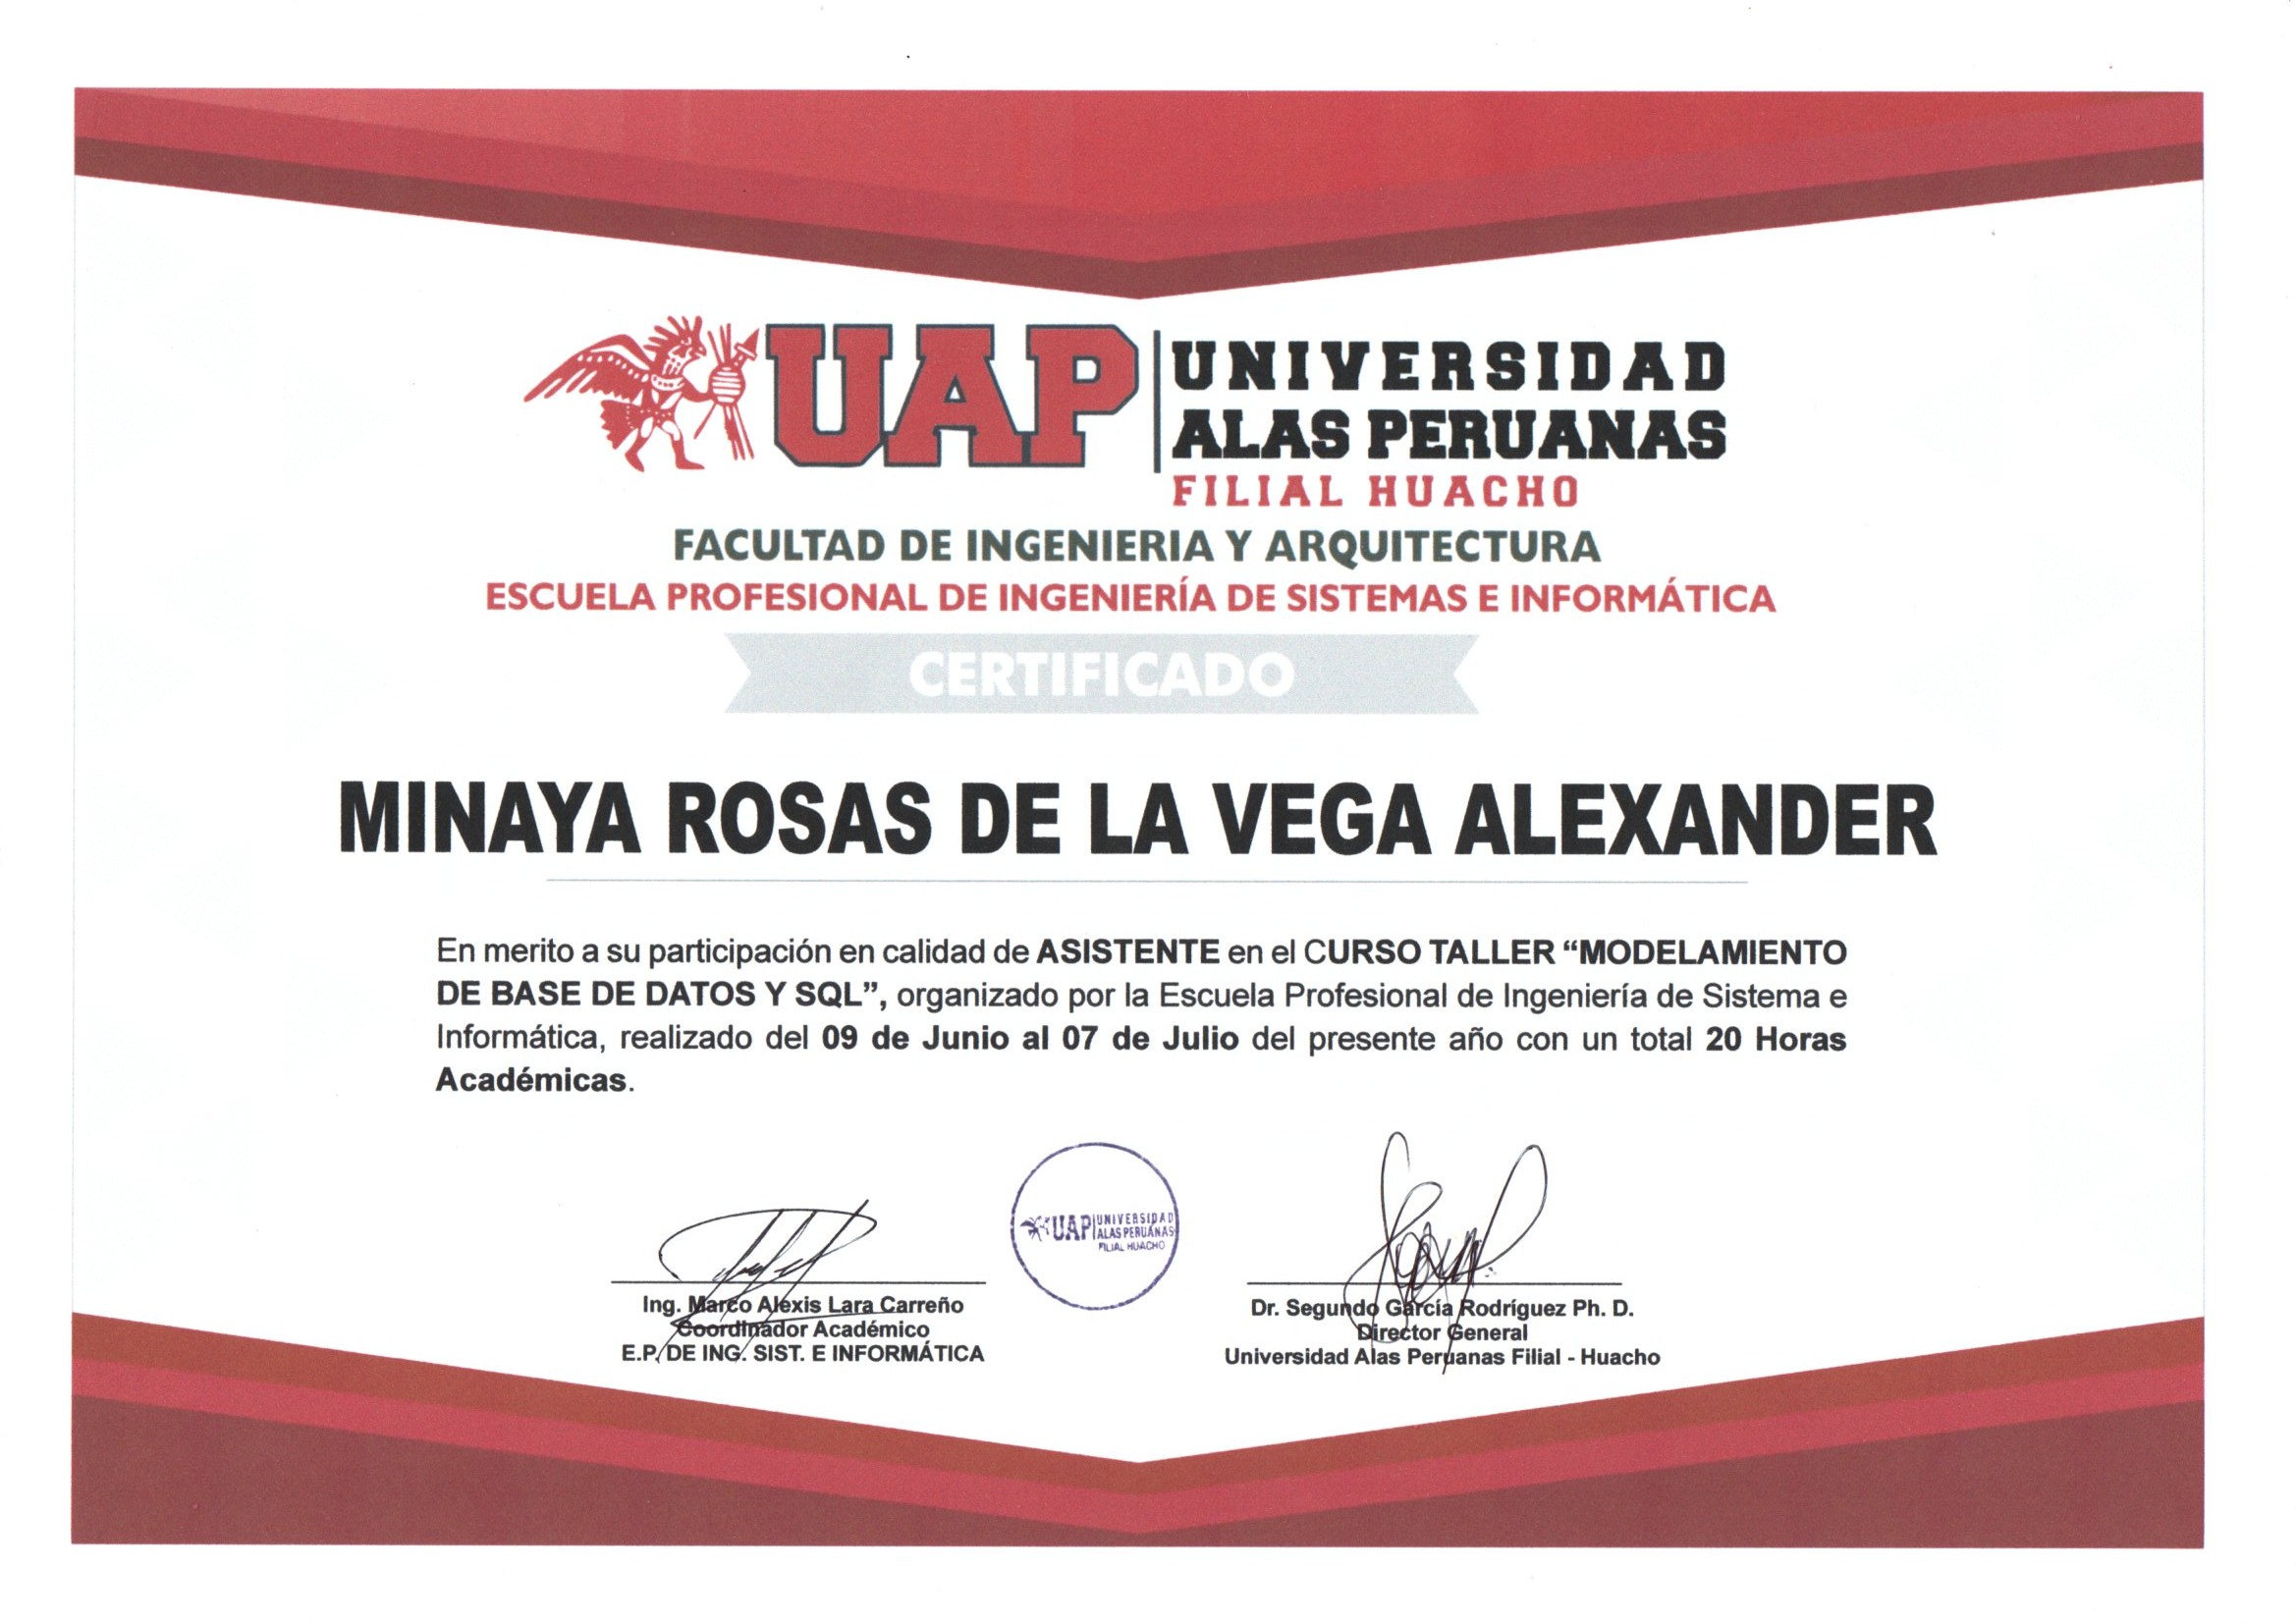 UAP
UNIVERSIDAD
ALAS PERUANAS
FILIAL HUACHO
FACULTAD DE INGENIERIA Y ARQUITECTURA
ESCUELA PROFESIONAL DE INGENIERÍA DE SISTEMAS E INFORMÁTICA
CERTIFICADO
MINAYA ROSAS DE LA VEGA ALEXANDER
En merito a su participación en calidad de ASISTENTE en el CURSO TALLER “MODELAMIENTO
DE BASE DE DATOS Y SQL”, organizado por la Escuela Profesional de Ingeniería de Sistema e
Informática, realizado del 09 de Junio al 07 de Julio del presente año con un total 20 Horas
Académicas.
Ing. Marco Alexis Lara Carreño
Coordinador Académico
E.P. DE ING. SIST. E INFORMÁTICA
UAP
UNIVERSIDAD
ALAS PERUANAS
FILIAL HUACHO
Dr. Segundo García Rodríguez Ph. D.
Director General
Universidad Alas Peruanas Filial - Huacho